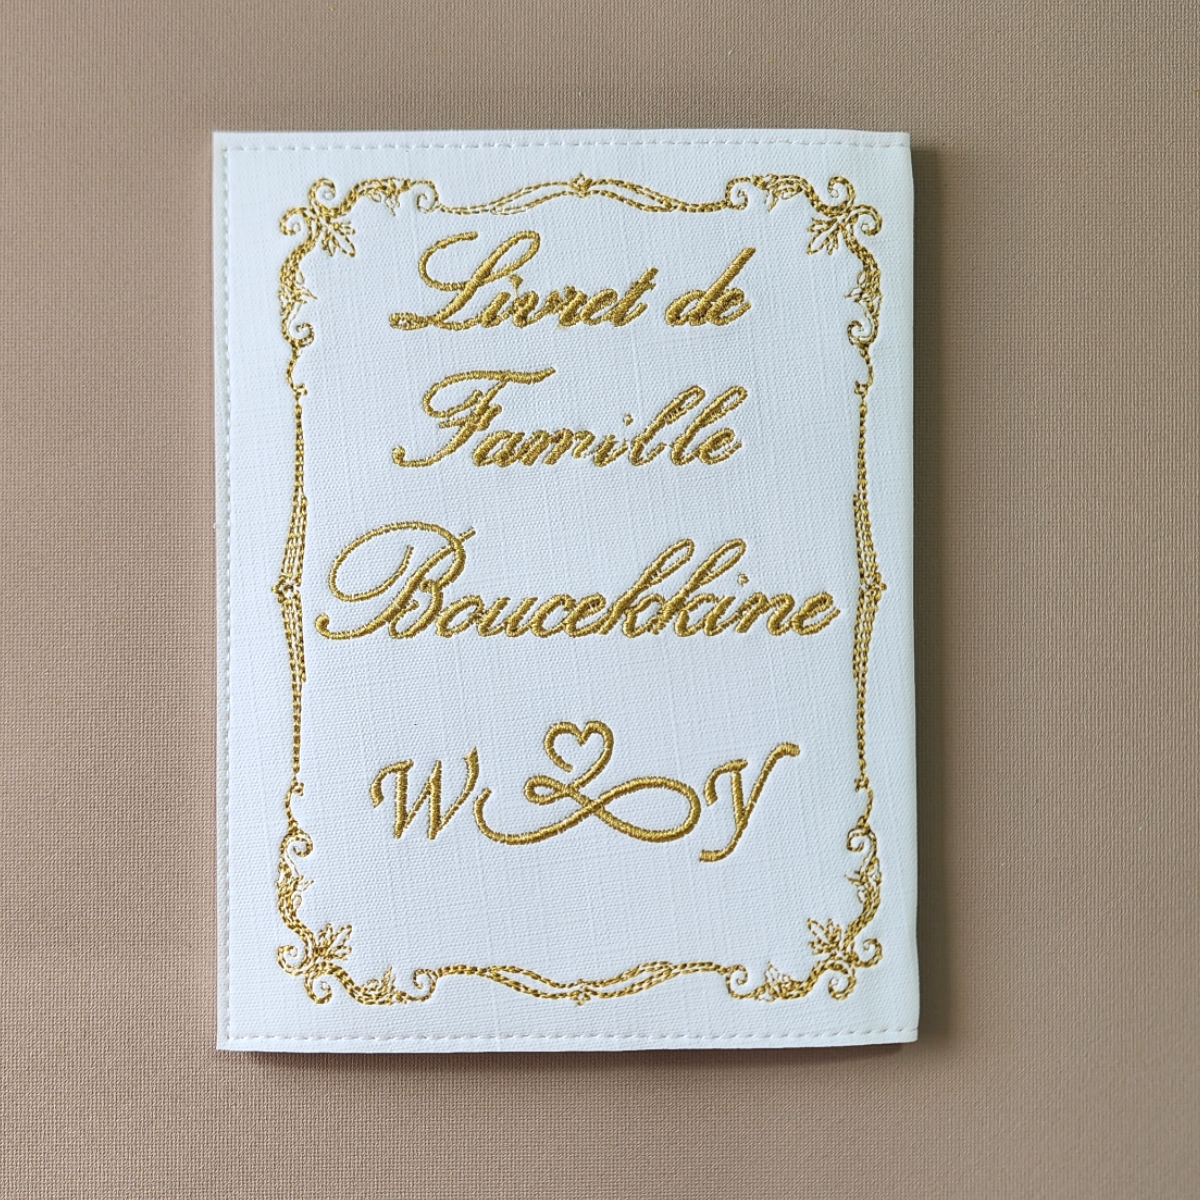 Livret de
Famille
Boucekkine
W Y